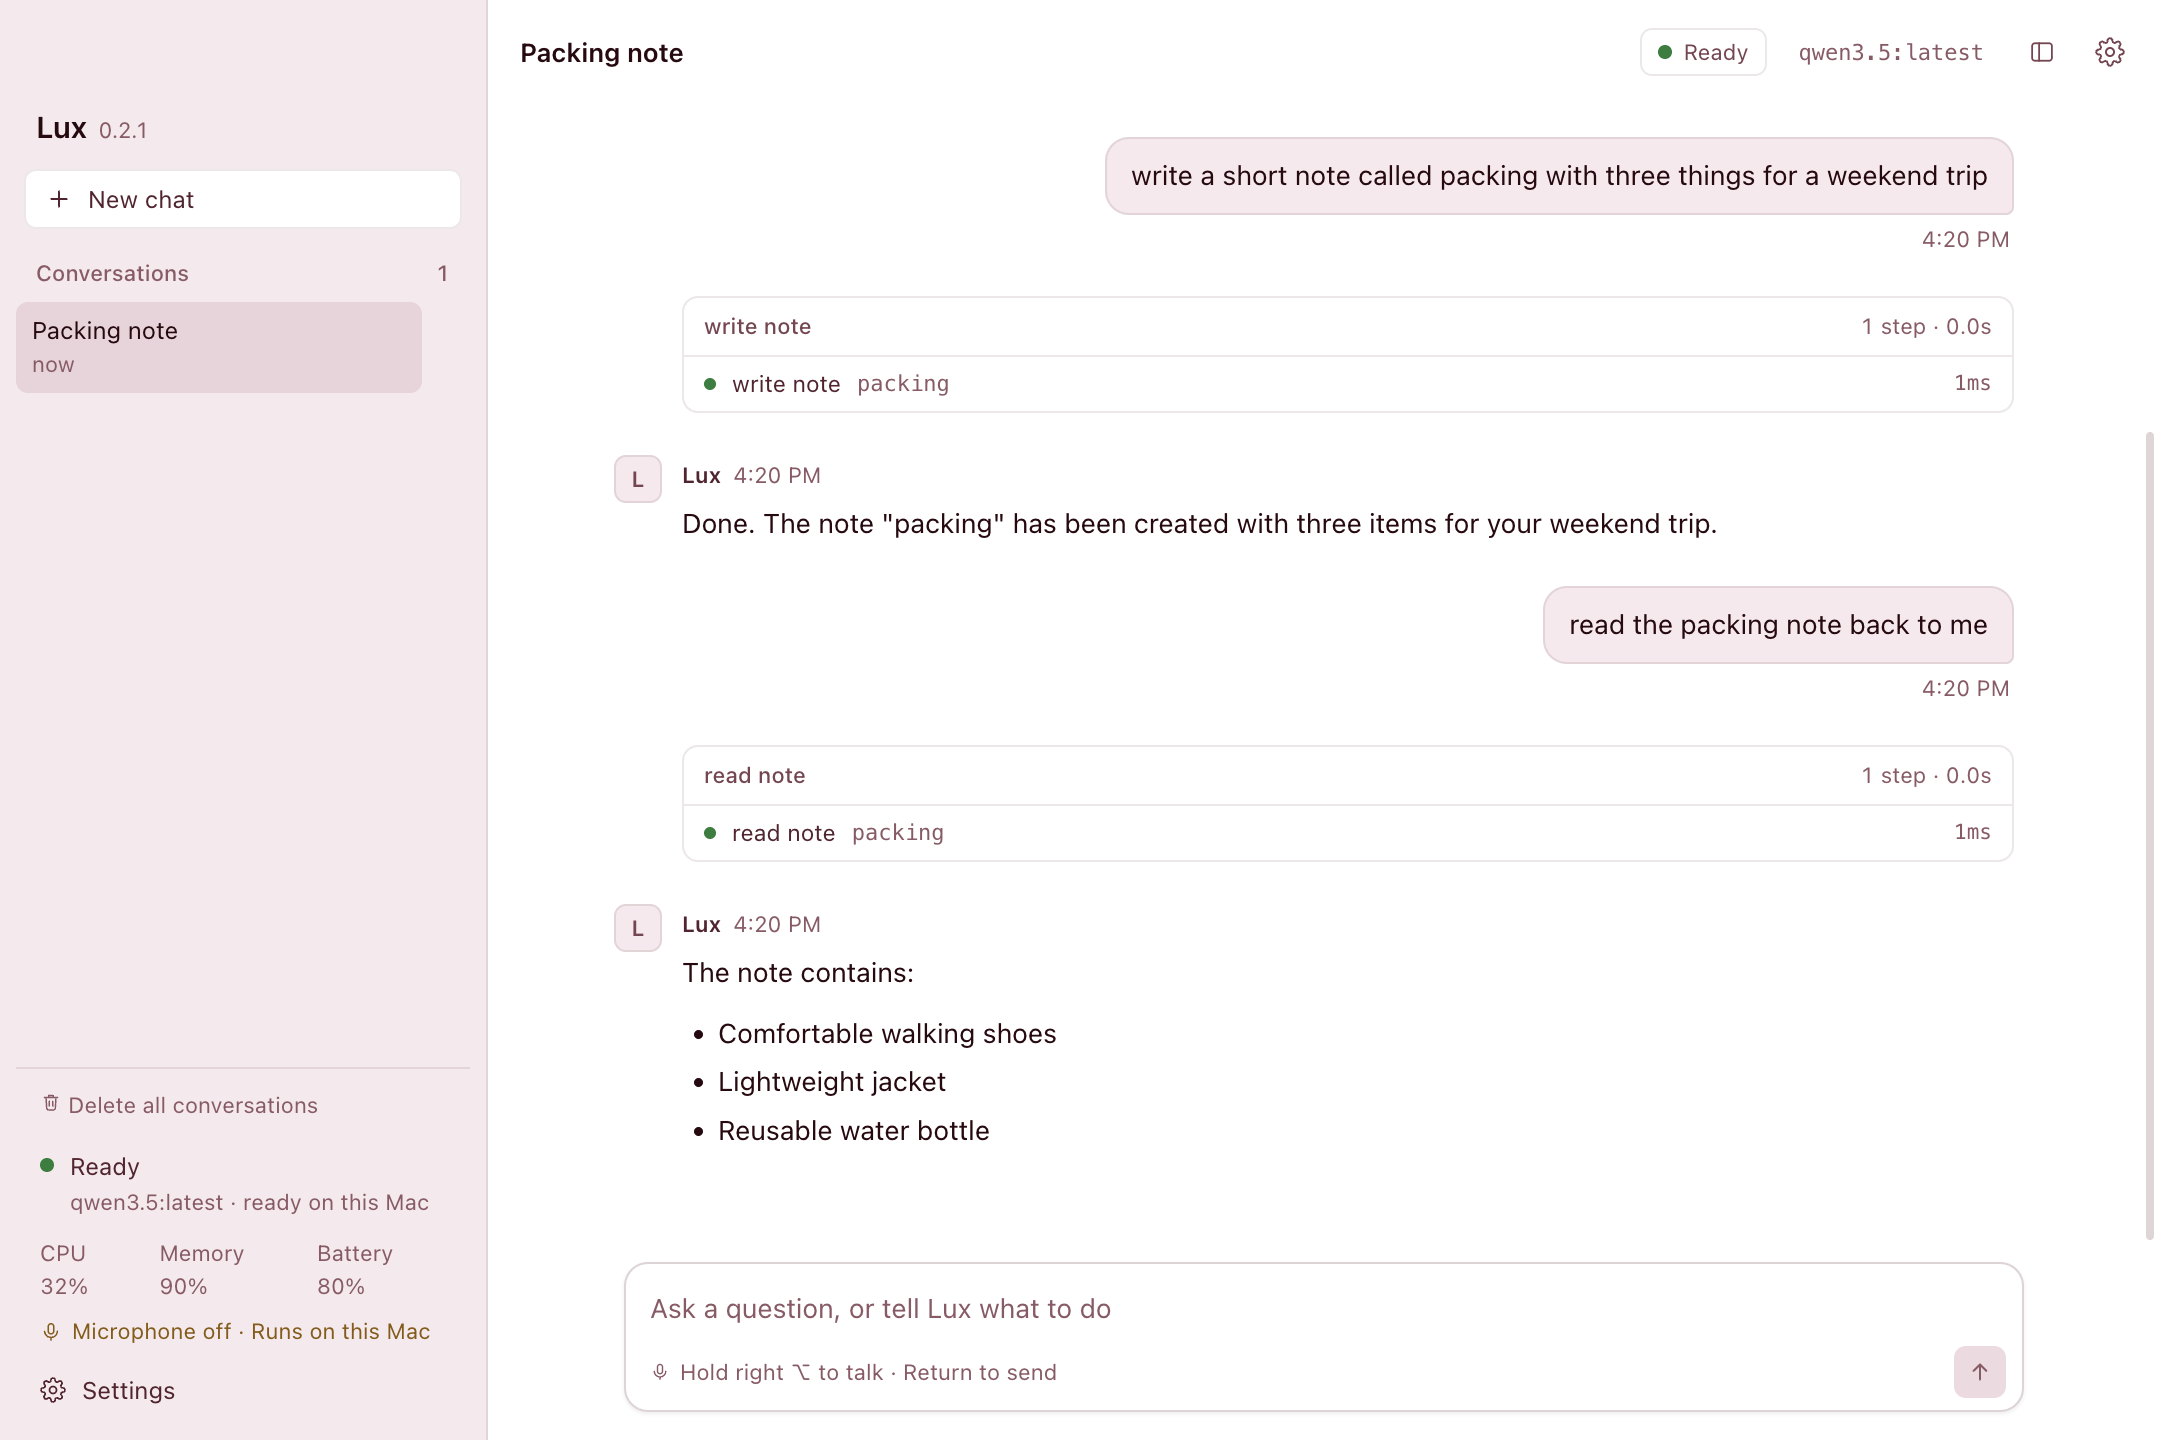 Lux 0.2.1
New chat
Conversations 1
Packing note
now
Delete all conversations
Ready
qwen3.5:latest · ready on this Mac
CPU Memory Battery
32% 90% 80%
Microphone off · Runs on this Mac
Settings
Packing note
Ready
qwen3.5:latest
write a short note called packing with three things for a weekend trip
4:20 PM
write note 1 step · 0.0s
write note packing 1ms
L
Lux 4:20 PM
Done. The note "packing" has been created with three items for your weekend trip.
read the packing note back to me
4:20 PM
read note 1 step · 0.0s
read note packing 1ms
L
Lux 4:20 PM
The note contains:
• Comfortable walking shoes
• Lightweight jacket
• Reusable water bottle
Ask a question, or tell Lux what to do
Hold right ⌥ to talk · Return to send